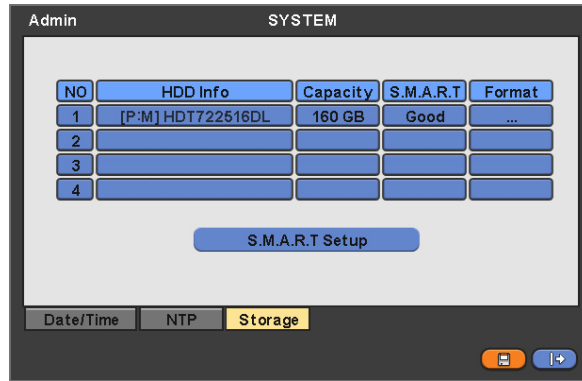 Admin SYSTEM
NO HDD Info Capacity S.M.A.R.T Format
1 [P:M] HDT722516DL 160 GB Good ...
2
3
4
S.M.A.R.T Setup
Date/Time NTP Storage